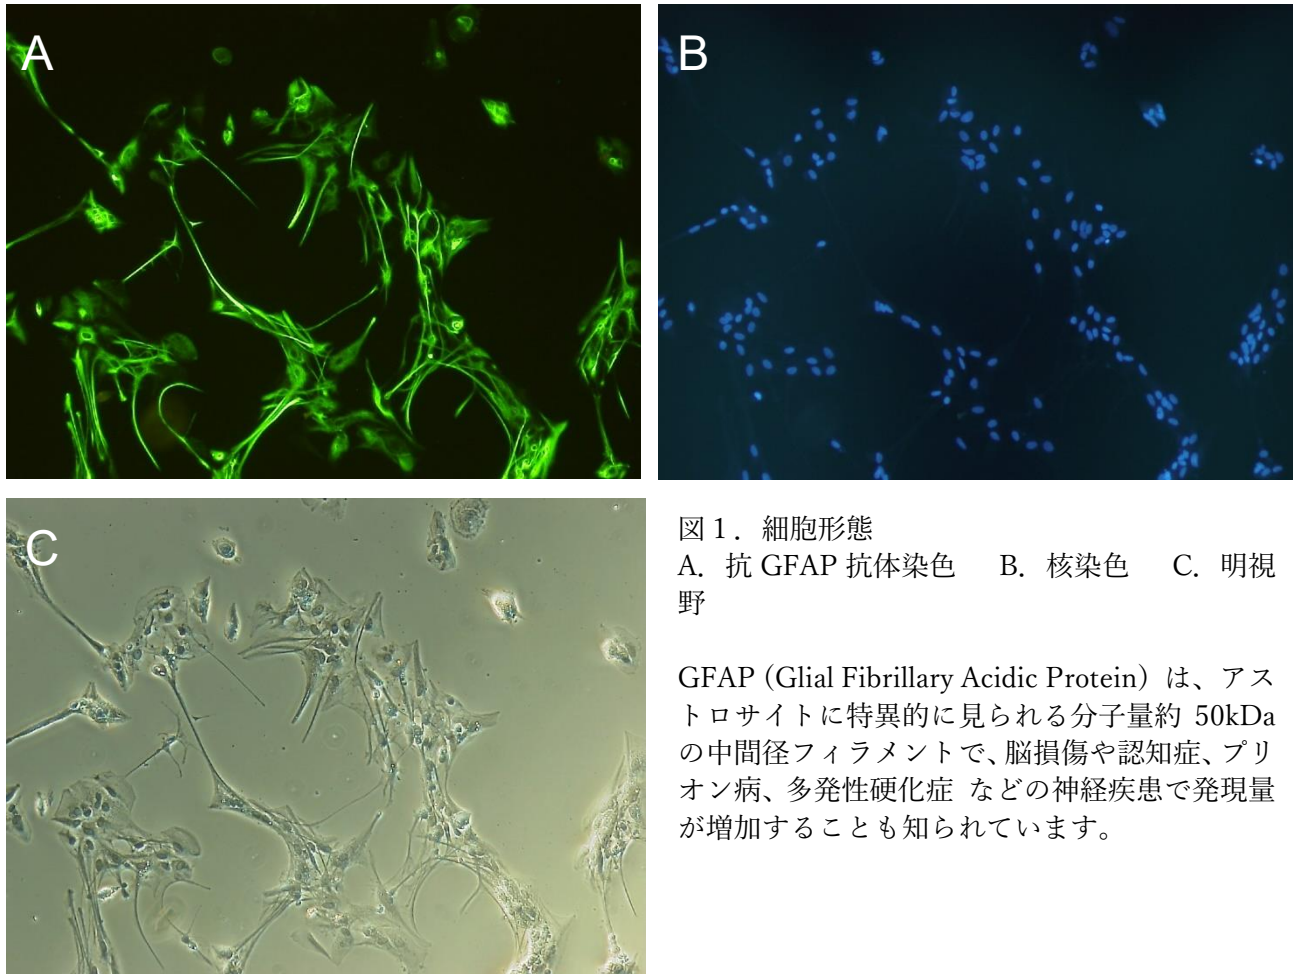 A
B
C
図1．細胞形態
A．抗 GFAP 抗体染色　B．核染色　C．明視
野
GFAP（Glial Fibrillary Acidic Protein）は、アス
トロサイトに特異的に見られる分子量約 50kDa
の中間径フィラメントで、脳損傷や認知症、プリ
オン病、多発性硬化症 などの神経疾患で発現量
が増加することも知られています。